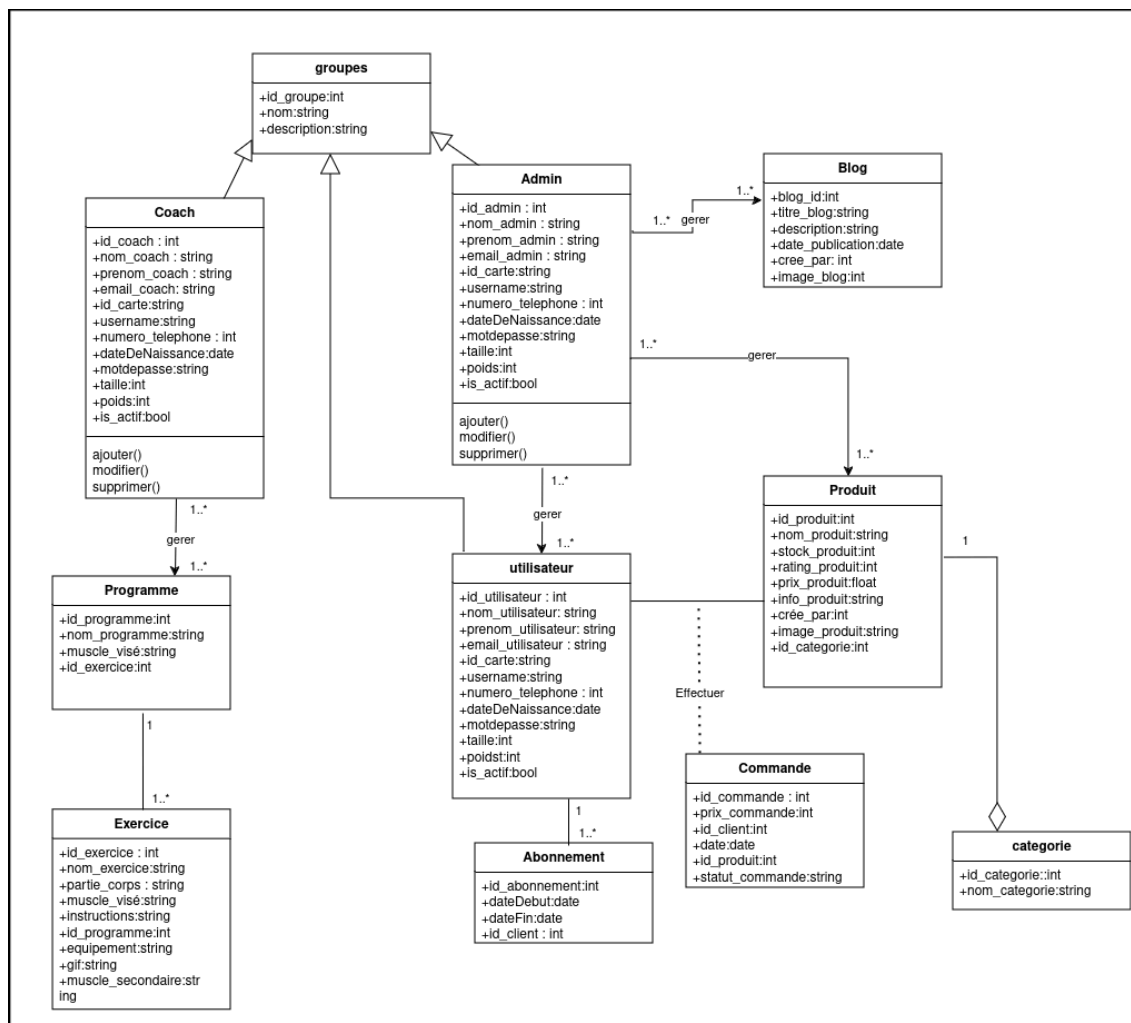 groupes
+id_groupe:int
+nom:string
+description:string
Coach
+id_coach : int
+nom_coach : string
+prenom_coach : string
+email_coach: string
+id_carte:string
+username:string
+numero_telephone : int
+dateDeNaissance:date
+motdepasse:string
+taille:int
+poids:int
+is_actif:bool
ajouter()
modifier()
supprimer()
Admin
+id_admin : int
+nom_admin : string
+prenom_admin : string
+email_admin : string
+id_carte:string
+username:string
+numero_telephone : int
+dateDeNaissance:date
+motdepasse:string
+taille:int
+poids:int
+is_actif:bool
ajouter()
modifier()
supprimer()
1..*
gerer
1..*
Blog
+blog_id:int
+titre_blog:string
+description:string
+date_publication:date
+cree_par: int
+image_blog:int
1..*
gerer
1..*
1..*
gerer
1..*
1..*
gerer
1..*
Programme
+id_programme:int
+nom_programme:string
+muscle_visé:string
+id_exercice:int
1
1..*
Exercice
+id_exercice : int
+nom_exercice:string
+partie_corps : string
+muscle_visé:string
+instructions:string
+id_programme:int
+equipement:string
+gif:string
+muscle_secondaire:str
ing
utilisateur
+id_utilisateur : int
+nom_utilisateur: string
+prenom_utilisateur: string
+email_utilisateur : string
+id_carte:string
+username:string
+numero_telephone : int
+dateDeNaissance:date
+motdepasse:string
+taille:int
+poidst:int
+is_actif:bool
1
1..*
Abonnement
+id_abonnement:int
+dateDebut:date
+dateFin:date
+id_client : int
Produit
+id_produit:int
+nom_produit:string
+stock_produit:int
+rating_produit:int
+prix_produit:float
+info_produit:string
+crée_par:int
+image_produit:string
+id_categorie:int
1
Effectuer
Commande
+id_commande : int
+prix_commande:int
+id_client:int
+date:date
+id_produit:int
+statut_commande:string
categorie
+id_categorie::int
+nom_categorie:string